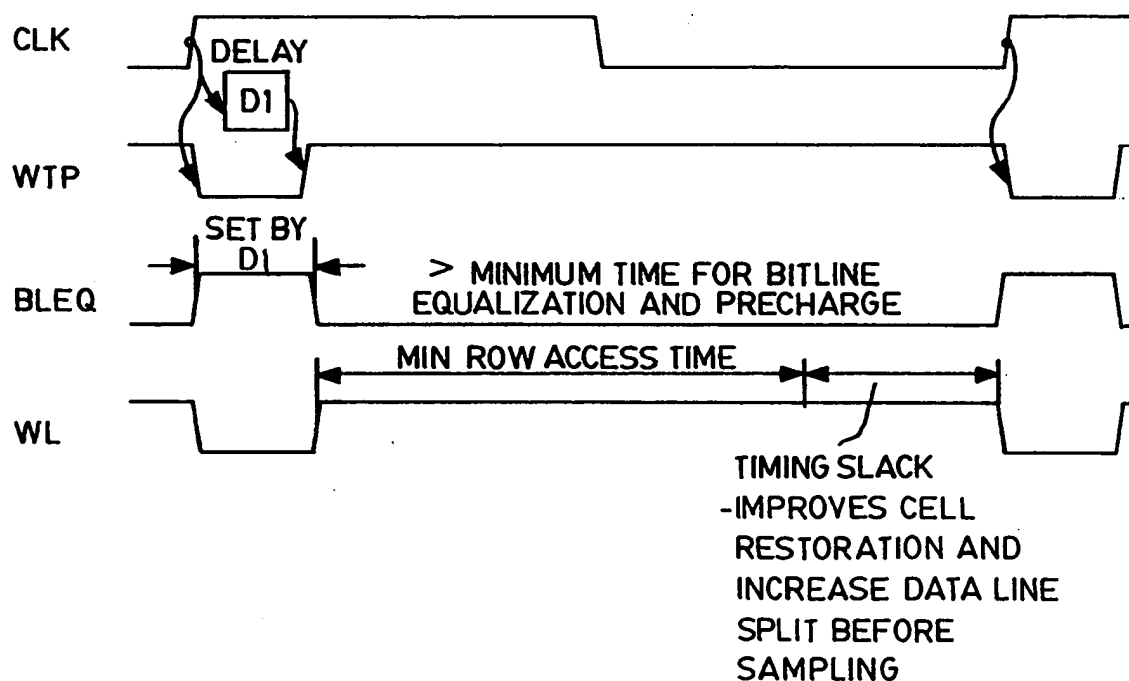 CLK
DELAY
D1
WTP
SET BY
D1
> MINIMUM TIME FOR BITLINE
EQUALIZATION AND PRECHARGE
BLEQ
MIN ROW ACCESS TIME
WL
TIMING SLACK
-IMPROVES CELL
RESTORATION AND
INCREASE DATA LINE
SPLIT BEFORE
SAMPLING